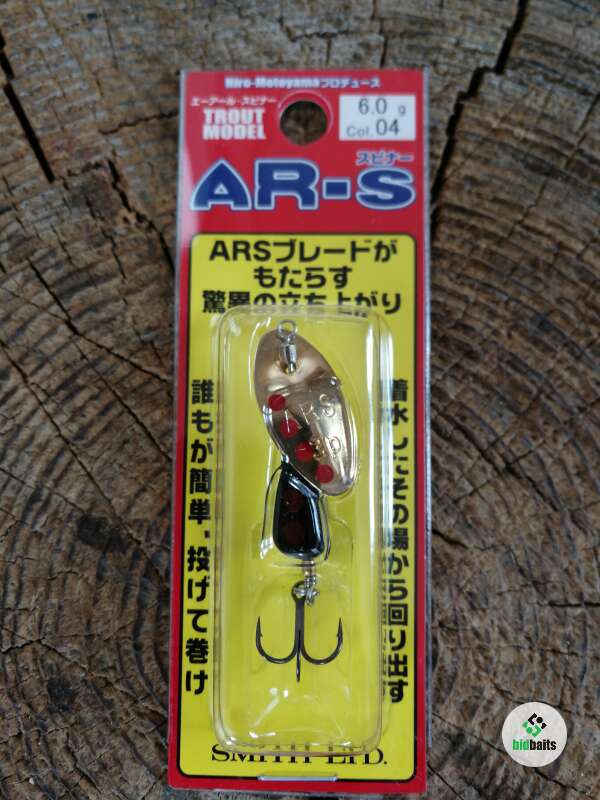 Hiro-Motoyamaプロデュース
エーアール・スピナー
TROUT
MODEL
6.0 g
Col.04
スピナー
AR-S
ARSブレードが
もたらす
驚異の立ち上がり
着水したその場から回り出す
誰もが簡単、投げて巻け
ARS
SMITH LTD.
bidbaits